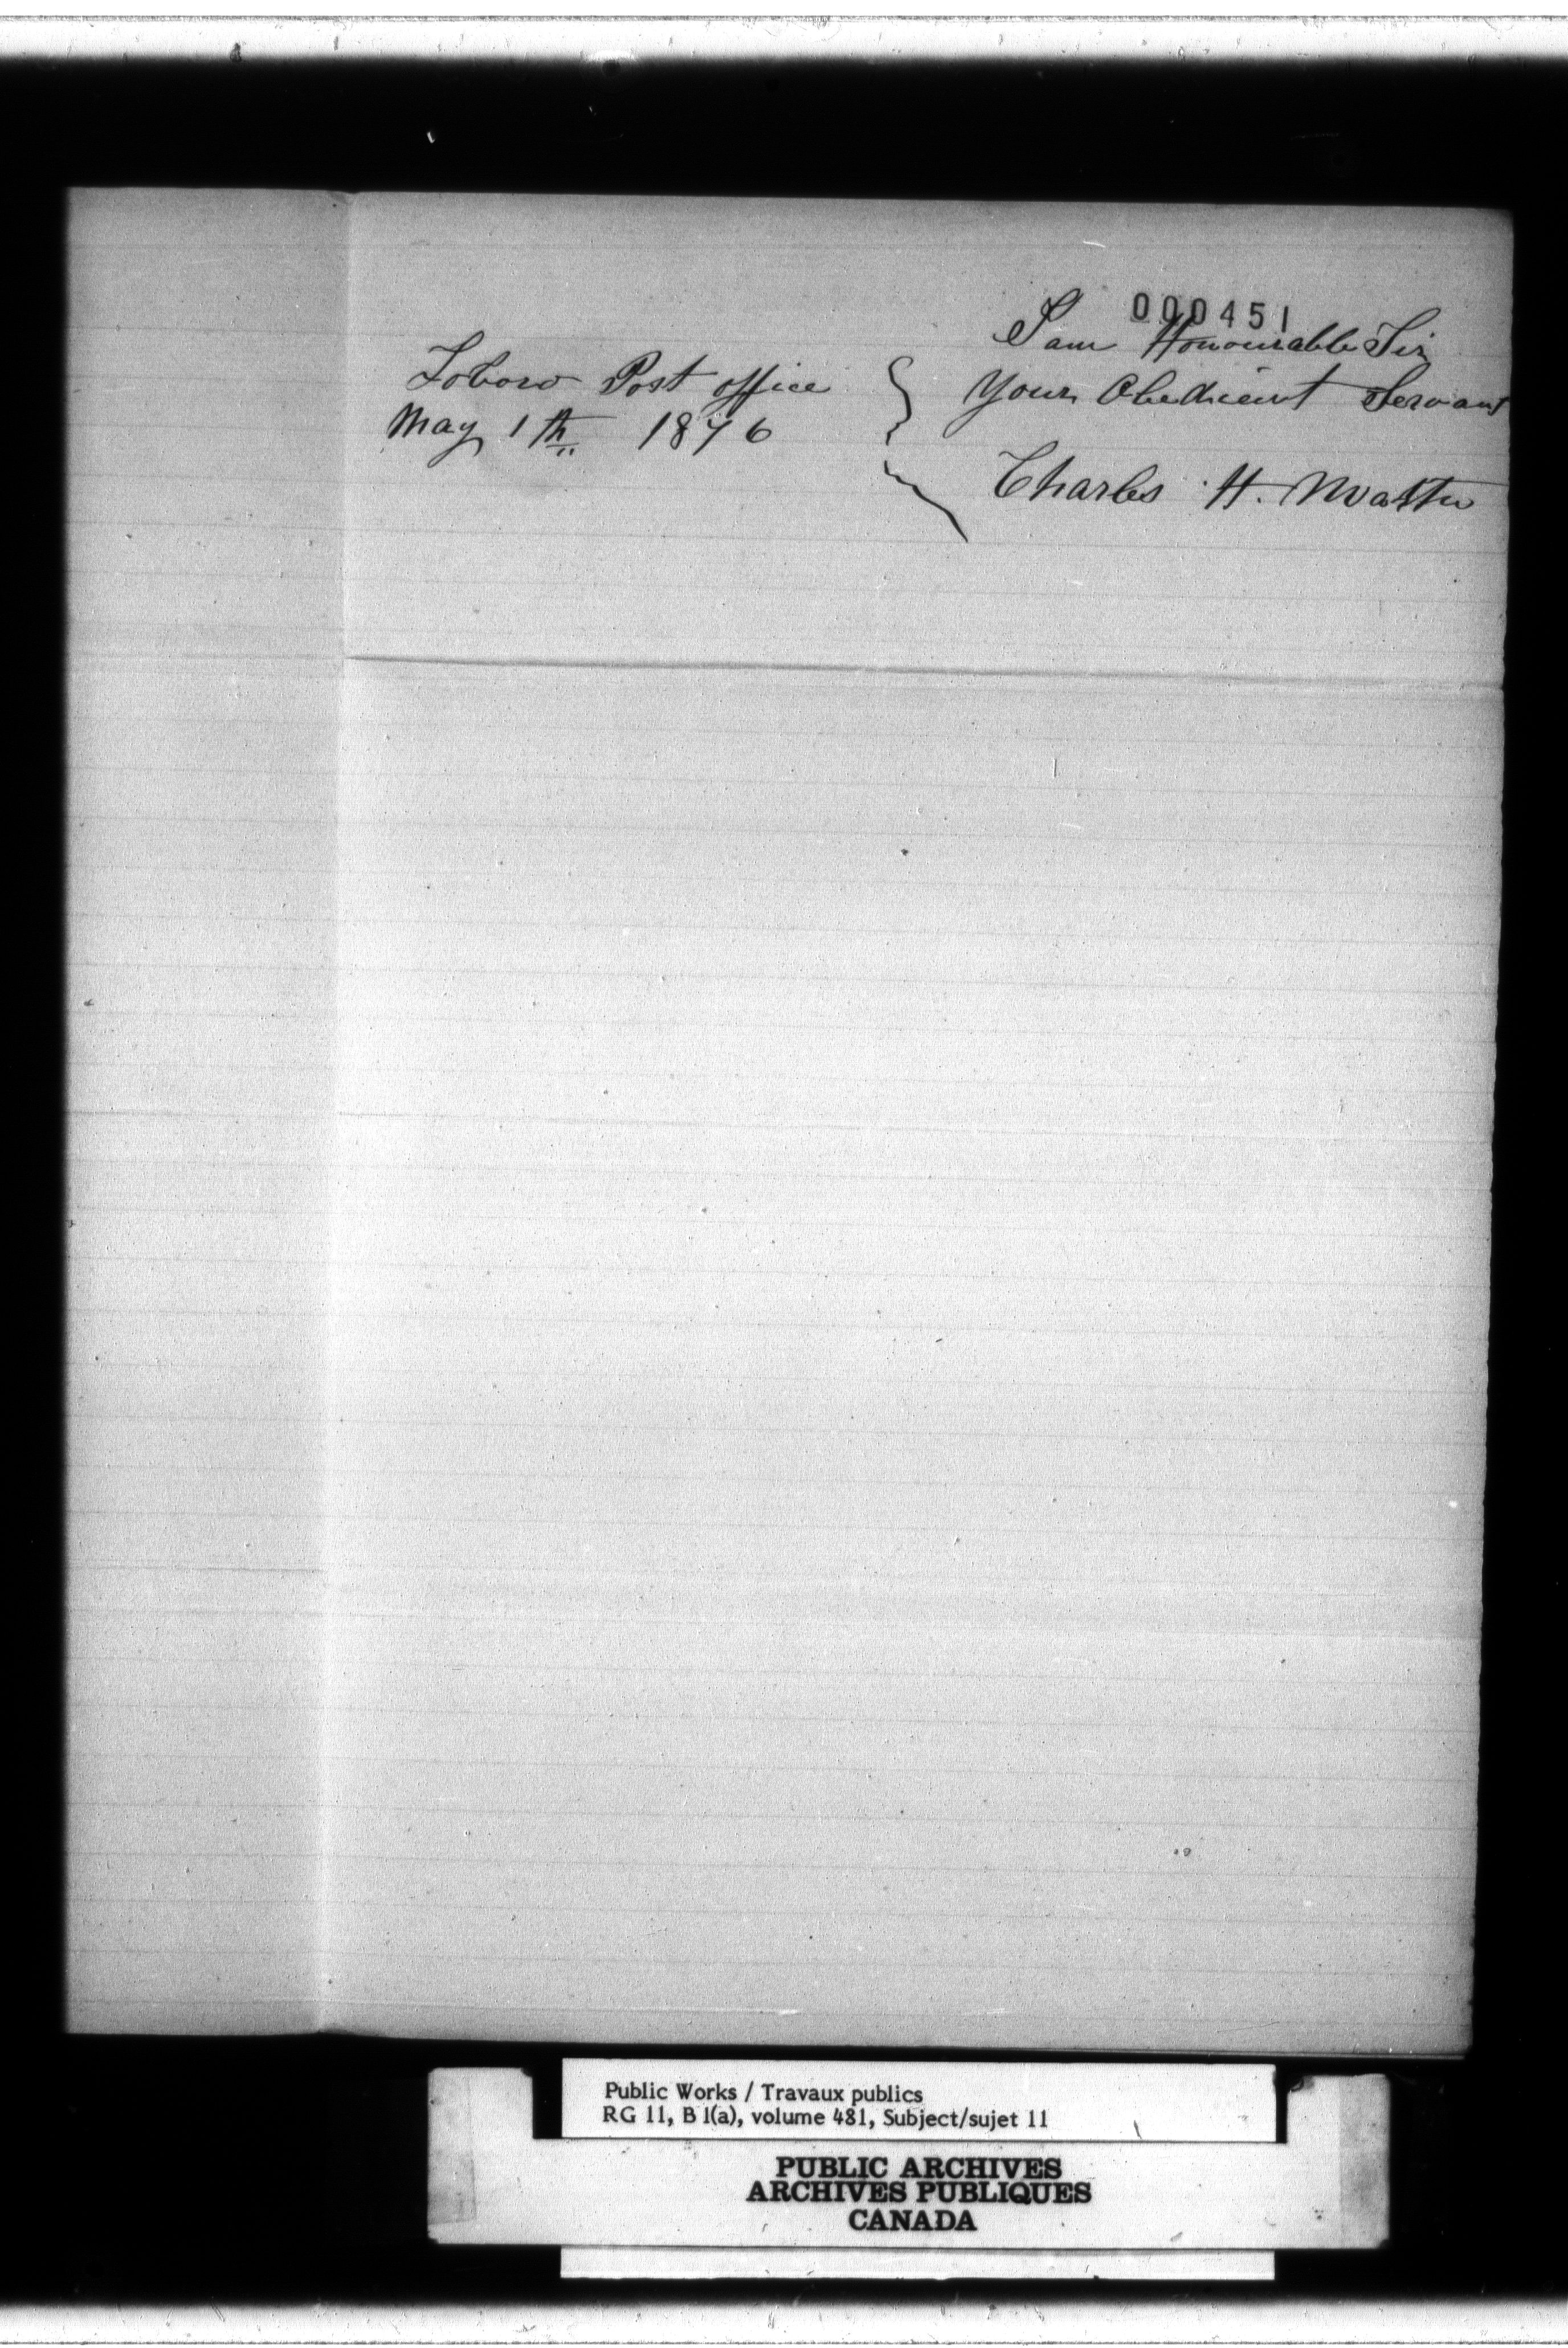 000451
I am Honourable Sir
Your Obedient Servant
Loboro Post office
May 1th 1876
Charles H.
Public Works / Travaux publics
RG 11, B 1(a), volume 481, Subject/sujet 11
PUBLIC ARCHIVES
ARCHIVES PUBLIQUES
CANADA